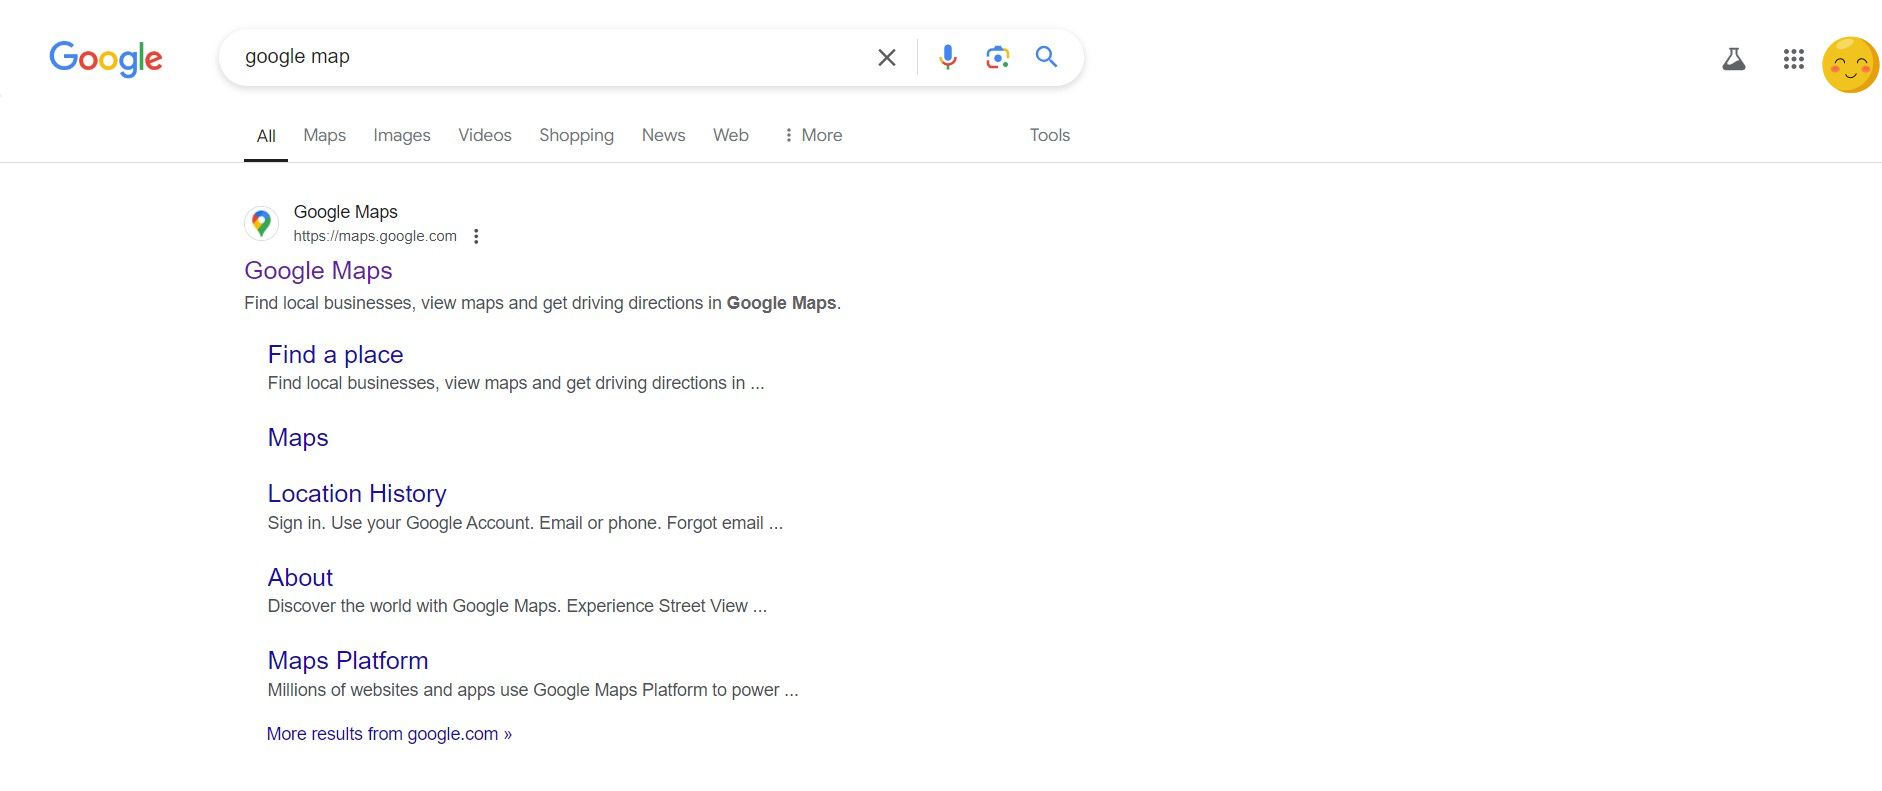 Google
google map
All
Maps
Images
Videos
Shopping
News
Web
More
Tools
Google Maps
https://maps.google.com
Google Maps
Find local businesses, view maps and get driving directions in Google Maps.
Find a place
Find local businesses, view maps and get driving directions in ...
Maps
Location History
Sign in. Use your Google Account. Email or phone. Forgot email ...
About
Discover the world with Google Maps. Experience Street View ...
Maps Platform
Millions of websites and apps use Google Maps Platform to power ...
More results from google.com »